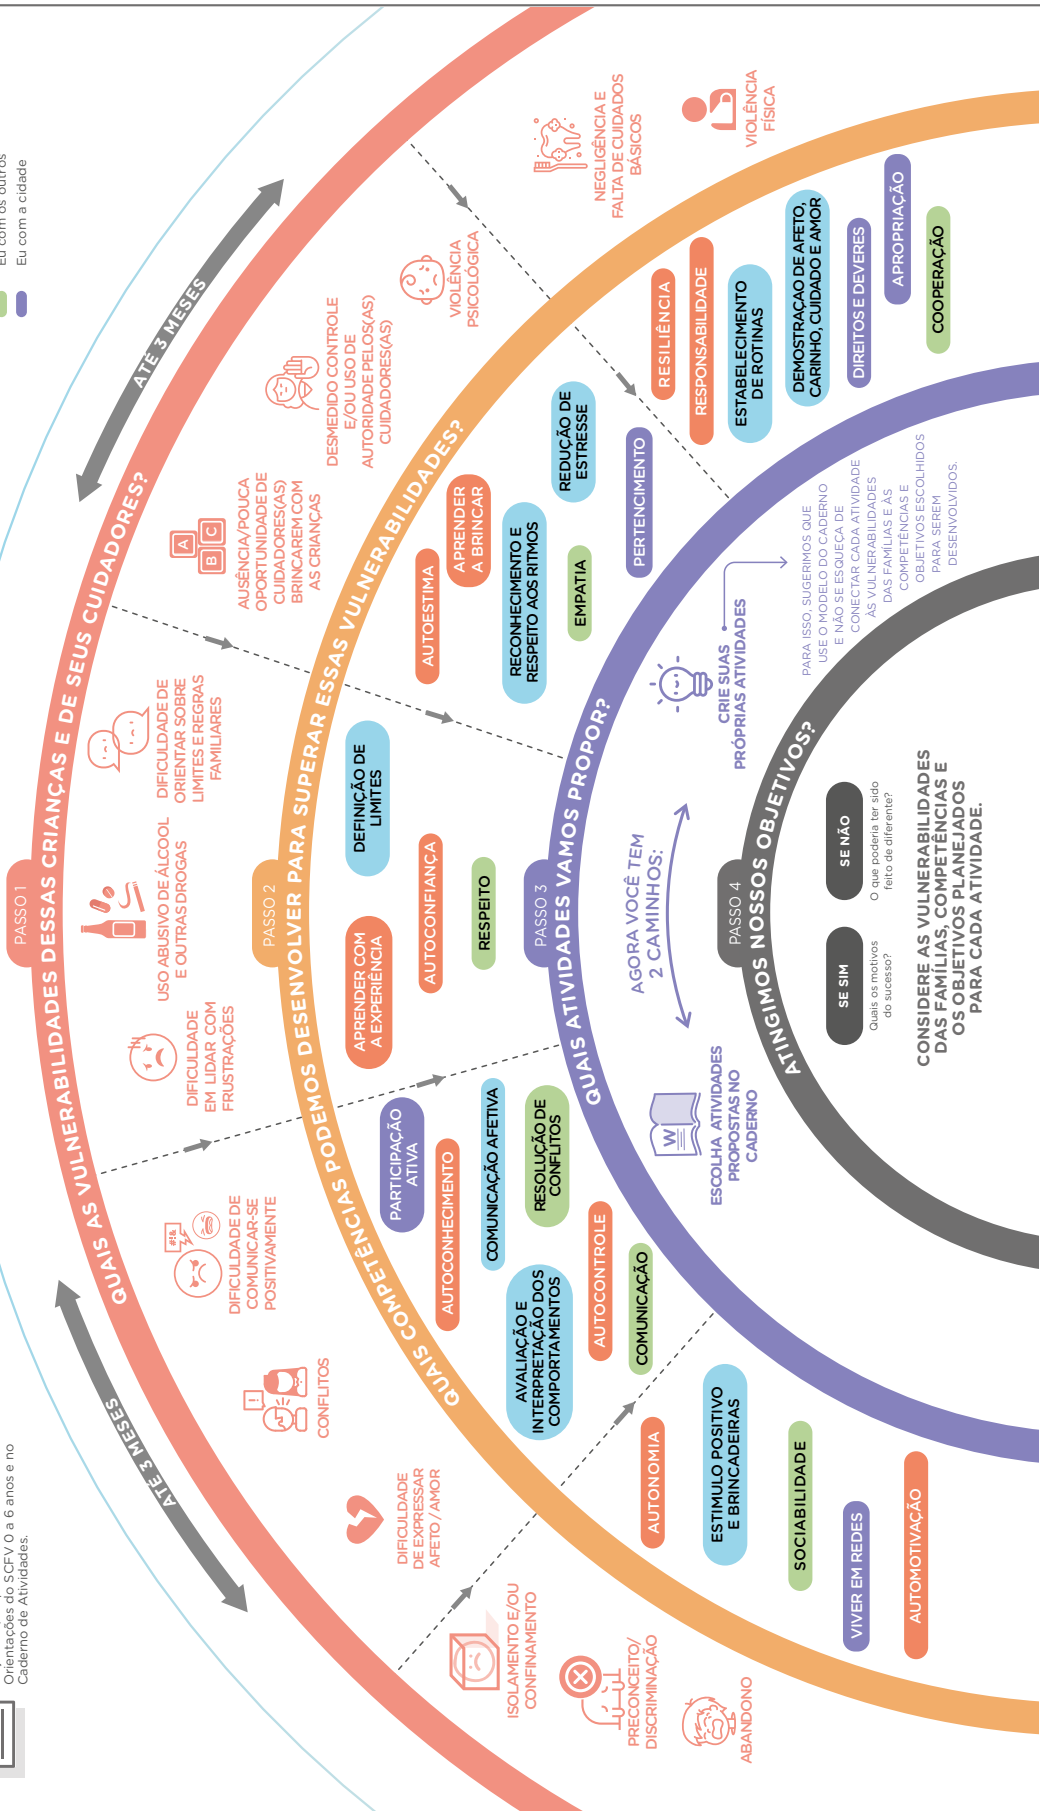 Orientações do SCFV 0 a 6 anos e no
Caderno de Atividades.
Eu com os outros
Eu com a cidade
ATÉ 3 MESES
ATÉ 3 MESES
PASSO 1
QUAIS AS VULNERABILIDADES DESSAS CRIANÇAS E DE SEUS CUIDADORES?
ABANDONO
PRECONCEITO/
DISCRIMINAÇÃO
ISOLAMENTO E/OU
CONFINAMENTO
DIFICULDADE
DE EXPRESSAR
AFETO / AMOR
CONFLITOS
#!&
DIFICULDADE DE
COMUNICAR-SE
POSITIVAMENTE
DIFICULDADE
EM LIDAR COM
FRUSTRAÇÕES
USO ABUSIVO DE ÁLCOOL
E OUTRAS DROGAS
DIFICULDADE DE
ORIENTAR SOBRE
LIMITES E REGRAS
FAMILIARES
A
B C
AUSÊNCIA/POUCA
OPORTUNIDADE DE
CUIDADORES(AS)
BRINCAREM COM
AS CRIANÇAS
DESMEDIDO CONTROLE
E/OU USO DE
AUTORIDADE PELOS(AS)
CUIDADORES(AS)
VIOLÊNCIA
PSICOLÓGICA
NEGLIGÊNCIA E
FALTA DE CUIDADOS
BÁSICOS
VIOLÊNCIA
FÍSICA
PASSO 2
QUAIS COMPETÊNCIAS PODEMOS DESENVOLVER PARA SUPERAR ESSAS VULNERABILIDADES?
AUTONOMIA
ESTIMULO POSITIVO
E BRINCADEIRAS
SOCIABILIDADE
VIVER EM REDES
AUTOMOTIVAÇÃO
PARTICIPAÇÃO
ATIVA
AUTOCONHECIMENTO
COMUNICAÇÃO AFETIVA
AVALIAÇÃO E
INTERPRETAÇÃO DOS
COMPORTAMENTOS
RESOLUÇÃO DE
CONFLITOS
AUTOCONTROLE
COMUNICAÇÃO
APRENDER COM
A EXPERIÊNCIA
DEFINIÇÃO DE
LIMITES
AUTOCONFIANÇA
RESPEITO
AUTOESTIMA
APRENDER
A BRINCAR
RECONHECIMENTO E
RESPEITO AOS RITMOS
REDUÇÃO DE
ESTRESSE
EMPATIA
PERTENCIMENTO
RESILIÊNCIA
RESPONSABILIDADE
ESTABELECIMENTO
DE ROTINAS
DEMOSTRAÇAO DE AFETO,
CARINHO, CUIDADO E AMOR
DIREITOS E DEVERES
APROPRIAÇÃO
COOPERAÇÃO
PASSO 3
QUAIS ATIVIDADES VAMOS PROPOR?
AGORA VOCÊ TEM
2 CAMINHOS:
W
ESCOLHA ATIVIDADES
PROPOSTAS NO
CADERNO
CRIE SUAS
PRÓPRIAS ATIVIDADES
PARA ISSO, SUGERIMOS QUE
USE O MODELO DO CADERNO
E NÃO SE ESQUEÇA DE
CONECTAR CADA ATIVIDADE
ÀS VULNERABILIDADES
DAS FAMÍLIAS E ÀS
COMPETÊNCIAS E
OBJETIVOS ESCOLHIDOS
PARA SEREM
DESENVOLVIDOS.
PASSO 4
ATINGIMOS NOSSOS OBJETIVOS?
SE SIM
Quais os motivos
do sucesso?
SE NÃO
O que poderia ter sido
feito de diferente?
CONSIDERE AS VULNERABILIDADES
DAS FAMÍLIAS, COMPETÊNCIAS E
OS OBJETIVOS PLANEJADOS
PARA CADA ATIVIDADE.